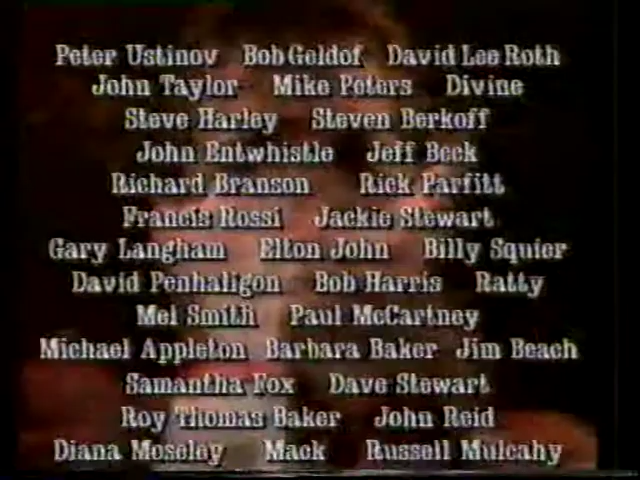 Peter Ustinov Bob Geldof David Lee Roth
John Taylor Mike Peters Divine
Steve Harley Steven Berkoff
John Entwhistle Jeff Beck
Richard Branson Rick Parfitt
Francis Rossi Jackie Stewart
Gary Langham Elton John Billy Squier
David Penhaligon Bob Harris Ratty
Mel Smith Paul McCartney
Michael Appleton Barbara Baker Jim Beach
Samantha Fox Dave Stewart
Roy Thomas Baker John Reid
Diana Moseley Mack Russell Mulcahy